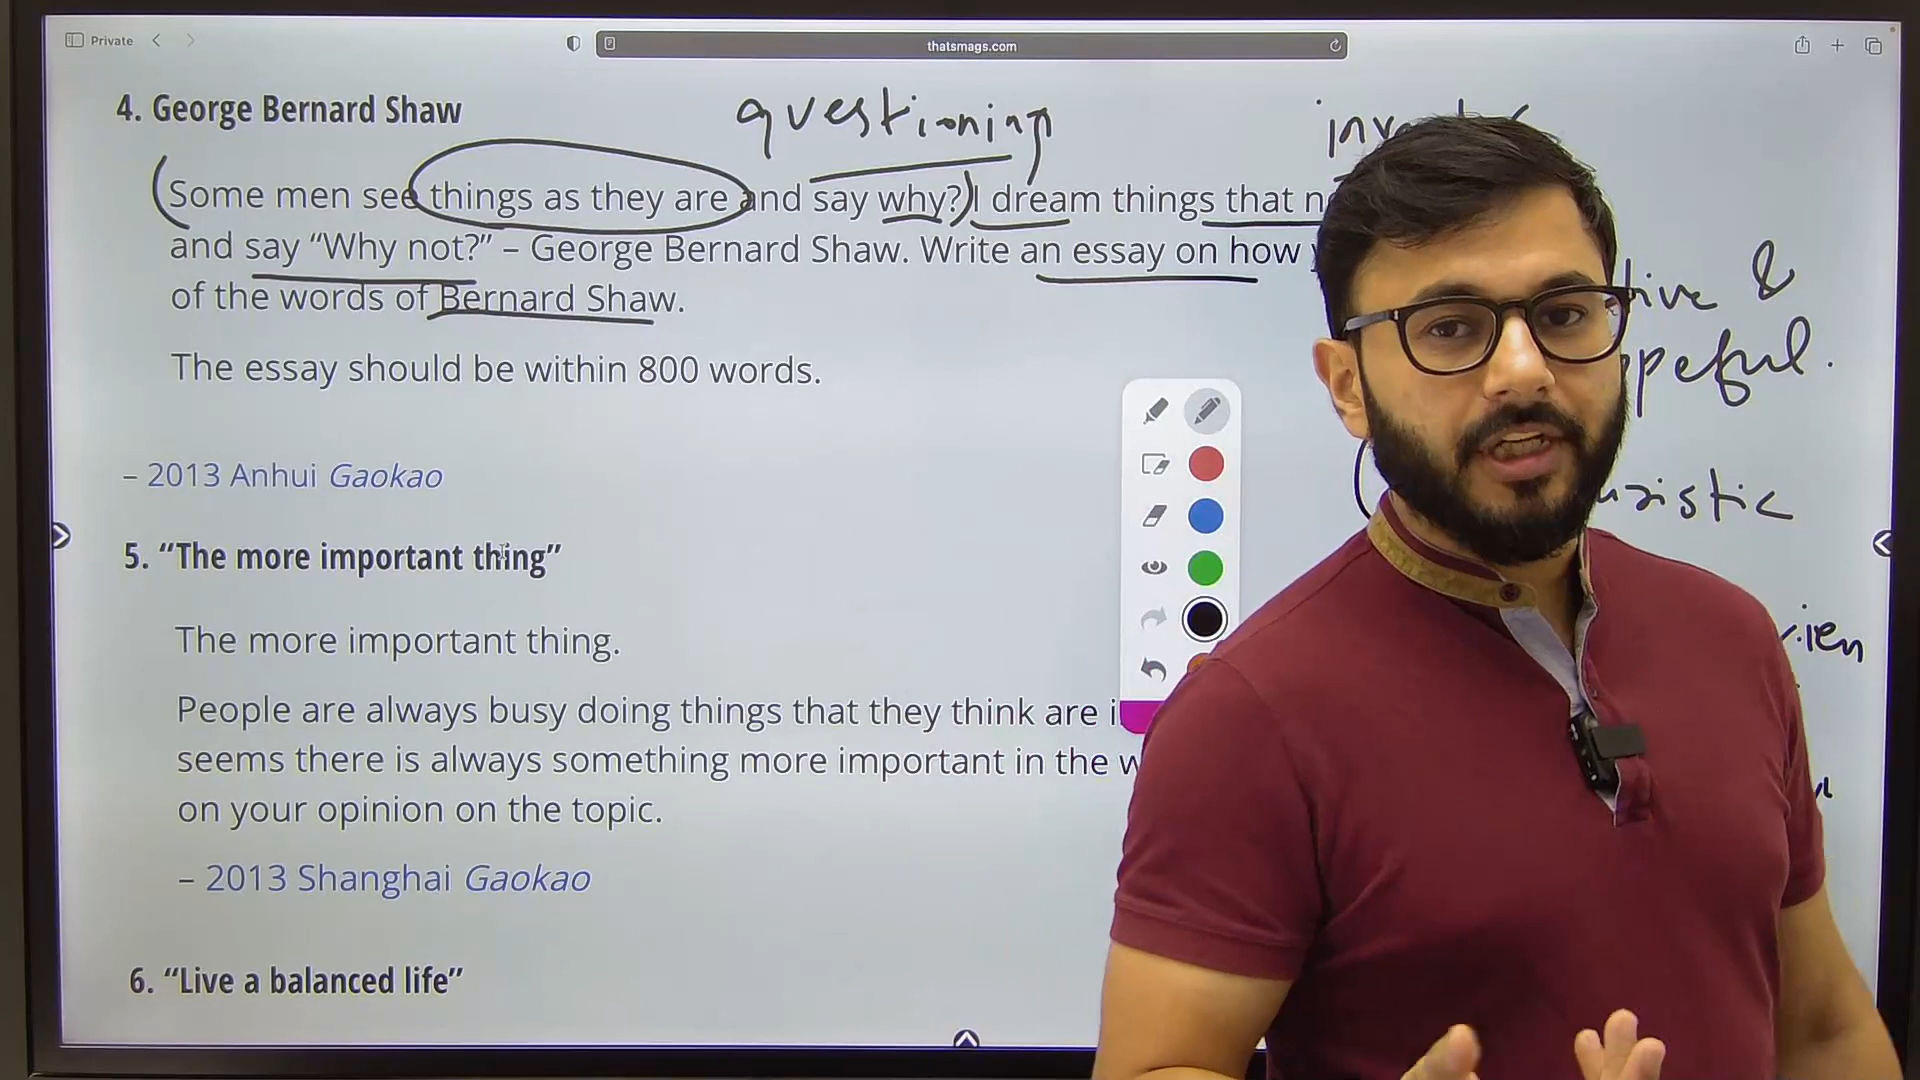 Private
thatsmags.com
4. George Bernard Shaw
questioning
Some men see things as they are and say why? I dream things that
and say “Why not?” – George Bernard Shaw. Write an essay on how
of the words of Bernard Shaw.
The essay should be within 800 words.
&
– 2013 Anhui Gaokao
5. “The more important thing”
The more important thing.
People are always busy doing things that they think are
seems there is always something more important in the
on your opinion on the topic.
– 2013 Shanghai Gaokao
6. “Live a balanced life”